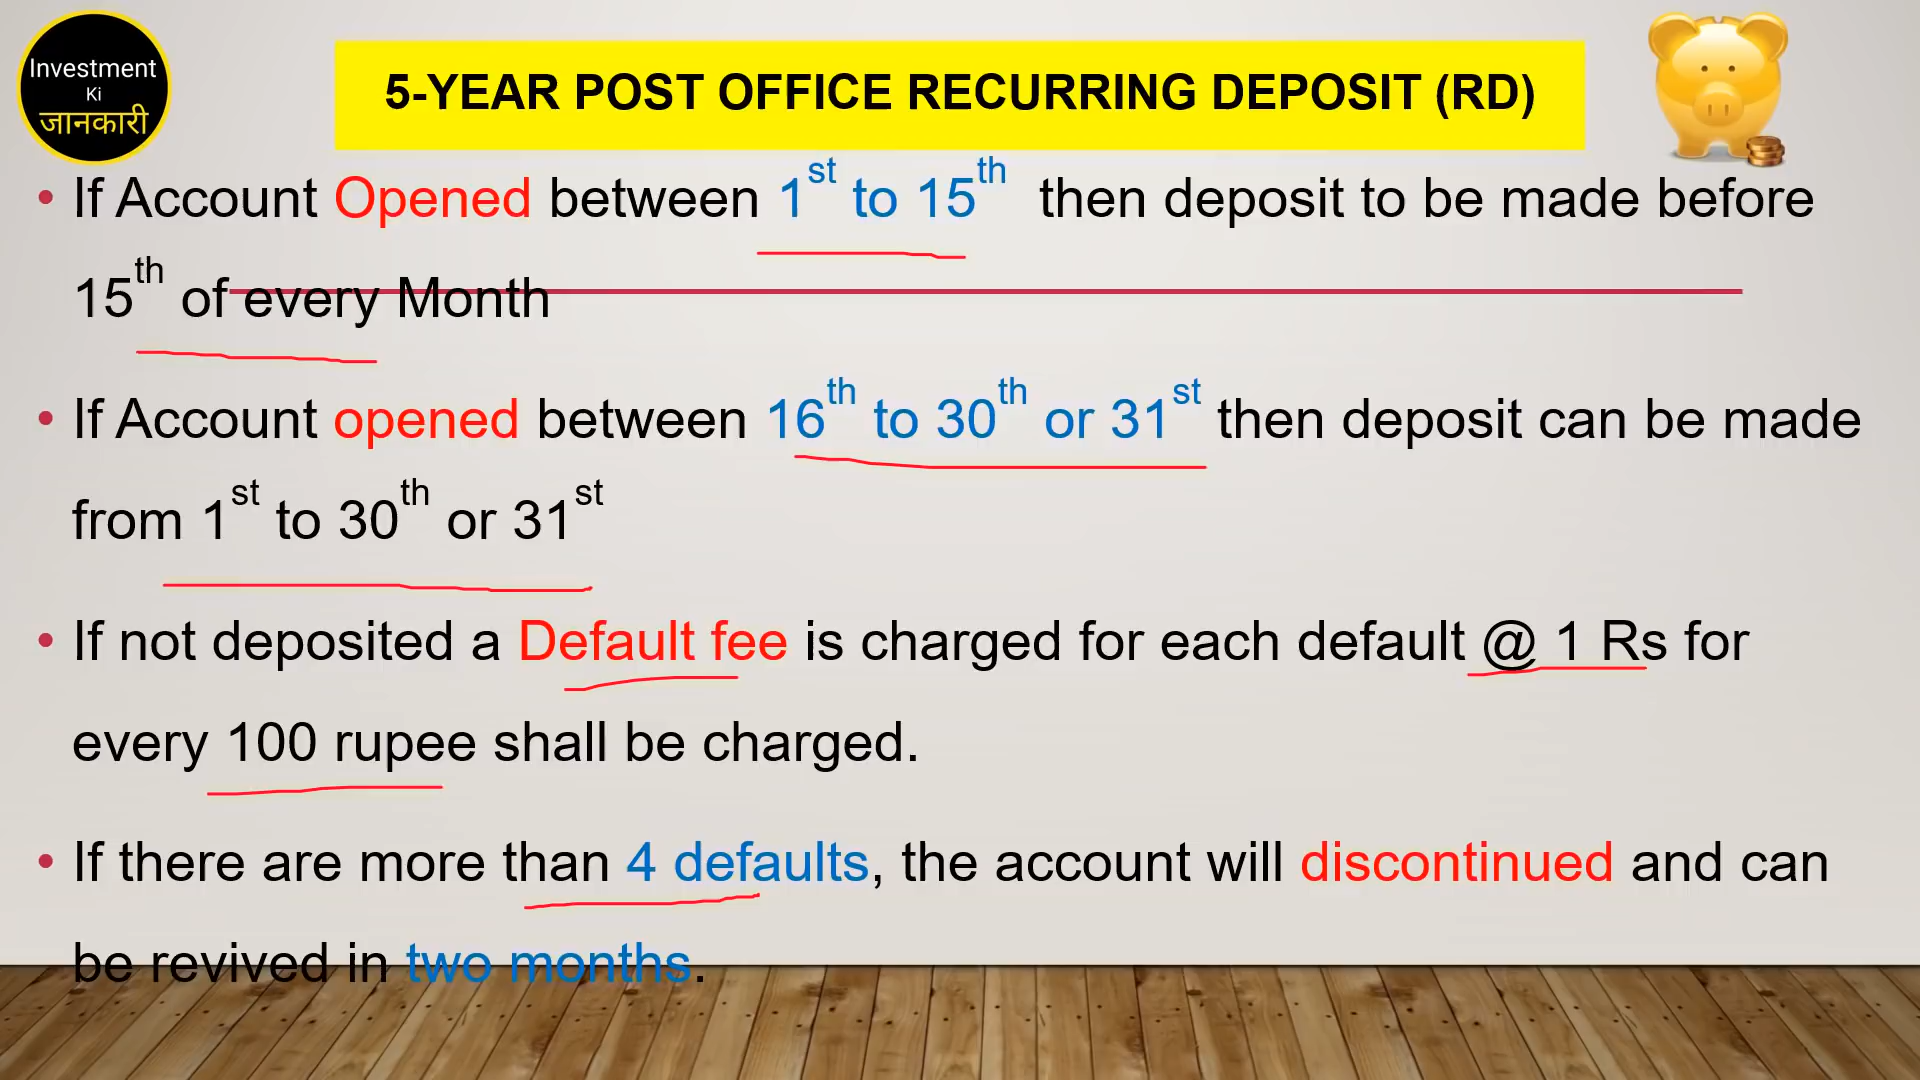 Investment
Ki
जानकारी
5-YEAR POST OFFICE RECURRING DEPOSIT (RD)
• If Account Opened between 1st to 15th then deposit to be made before
15th of every Month
• If Account opened between 16th to 30th or 31st then deposit can be made
from 1st to 30th or 31st
• If not deposited a Default fee is charged for each default @ 1 Rs for
every 100 rupee shall be charged.
• If there are more than 4 defaults, the account will discontinued and can
be revived in two months.